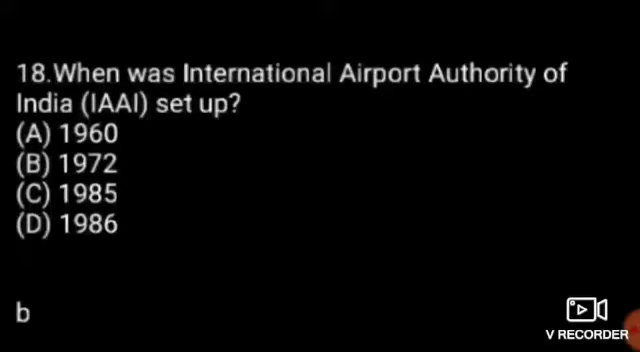 18.When was International Airport Authority of
India (IAAI) set up?
(A) 1960
(B) 1972
(C) 1985
(D) 1986
b
V RECORDER